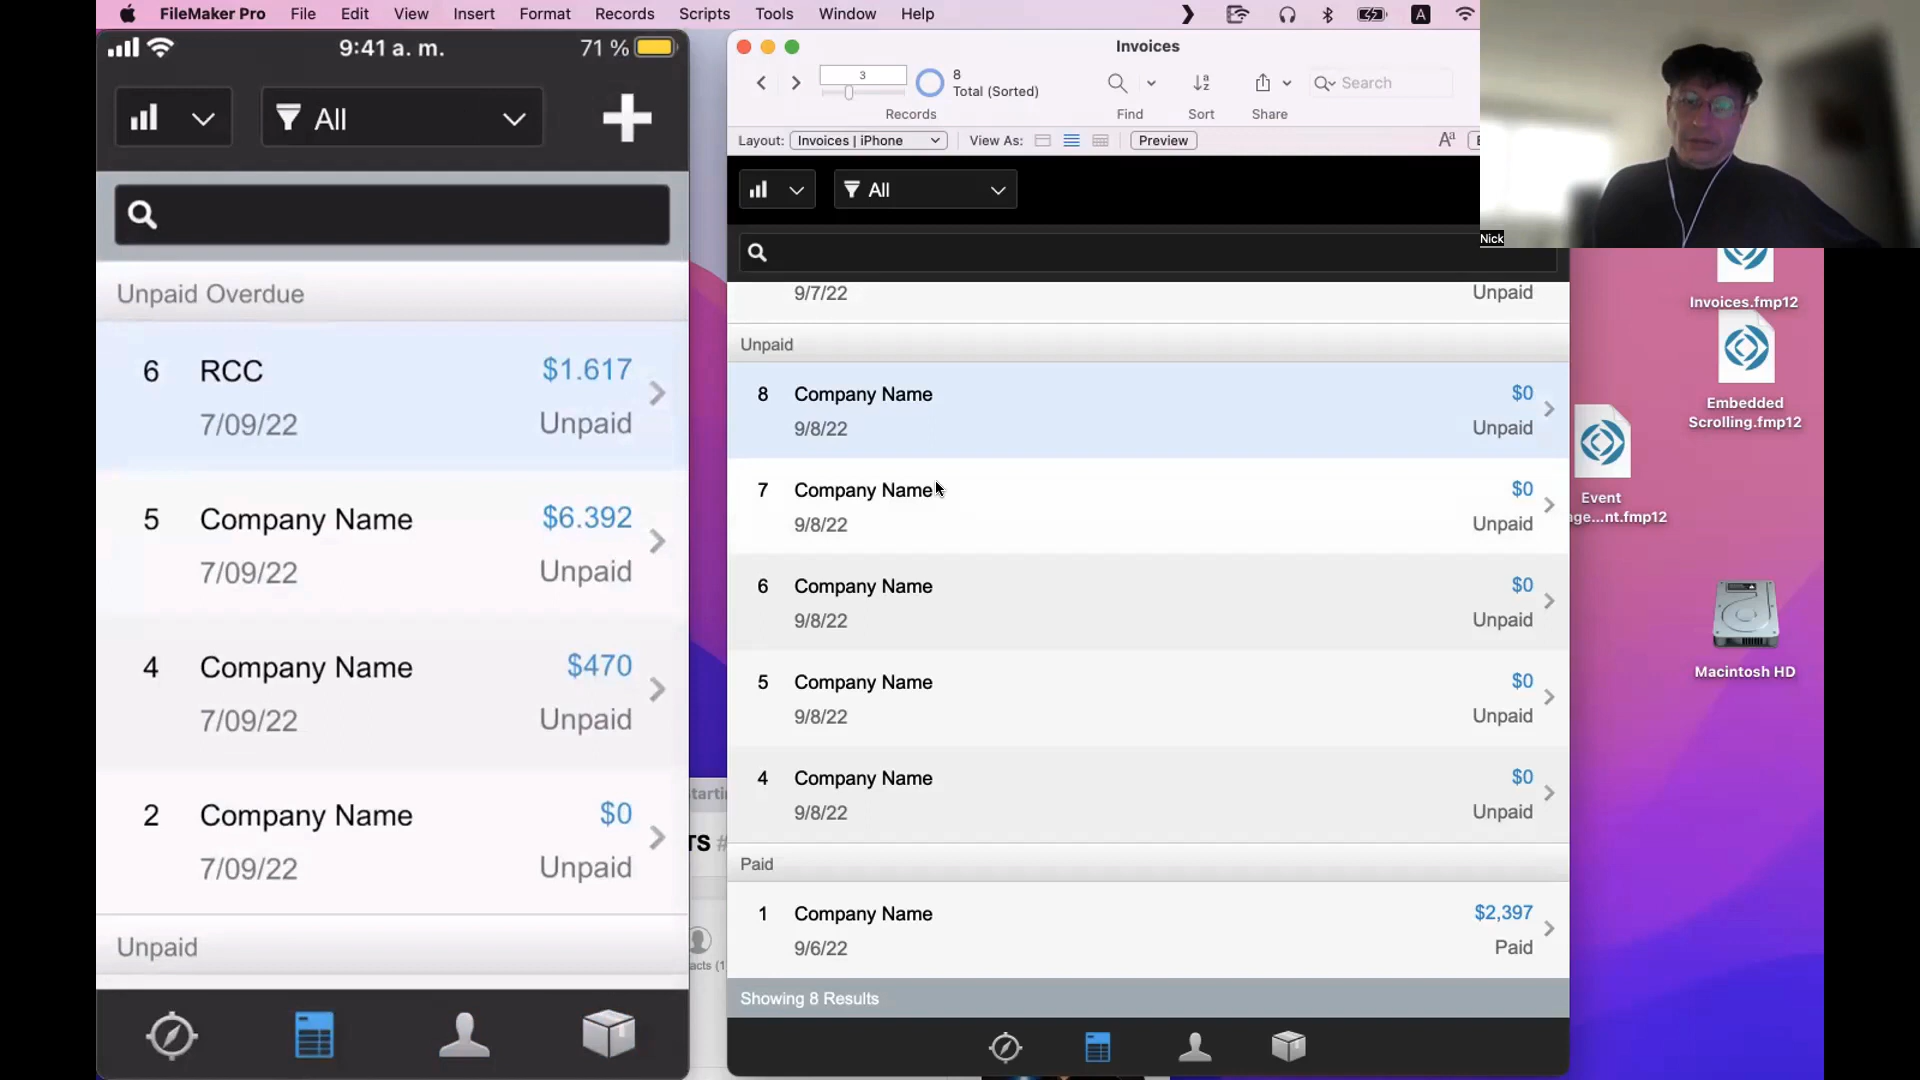 FileMaker Pro File Edit View Insert Format Records Scripts Tools Window Help A
9:41 a. m. 71 %
All
Unpaid Overdue
6 RCC $1.617
7/09/22 Unpaid
5 Company Name $6.392
7/09/22 Unpaid
4 Company Name $470
7/09/22 Unpaid
2 Company Name $0
7/09/22 Unpaid
Unpaid
TS #
acts (1
Invoices
3 8
Total (Sorted)
Search
Records Find Sort Share
Layout: Invoices | iPhone View As: Preview Aa
All
9/7/22 Unpaid
Unpaid
8 Company Name $0
9/8/22 Unpaid
7 Company Name $0
9/8/22 Unpaid
6 Company Name $0
9/8/22 Unpaid
5 Company Name $0
9/8/22 Unpaid
4 Company Name $0
9/8/22 Unpaid
Paid
1 Company Name $2,397
9/6/22 Paid
Showing 8 Results
Nick
Invoices.fmp12
Embedded
Scrolling.fmp12
Event
age...nt.fmp12
Macintosh HD